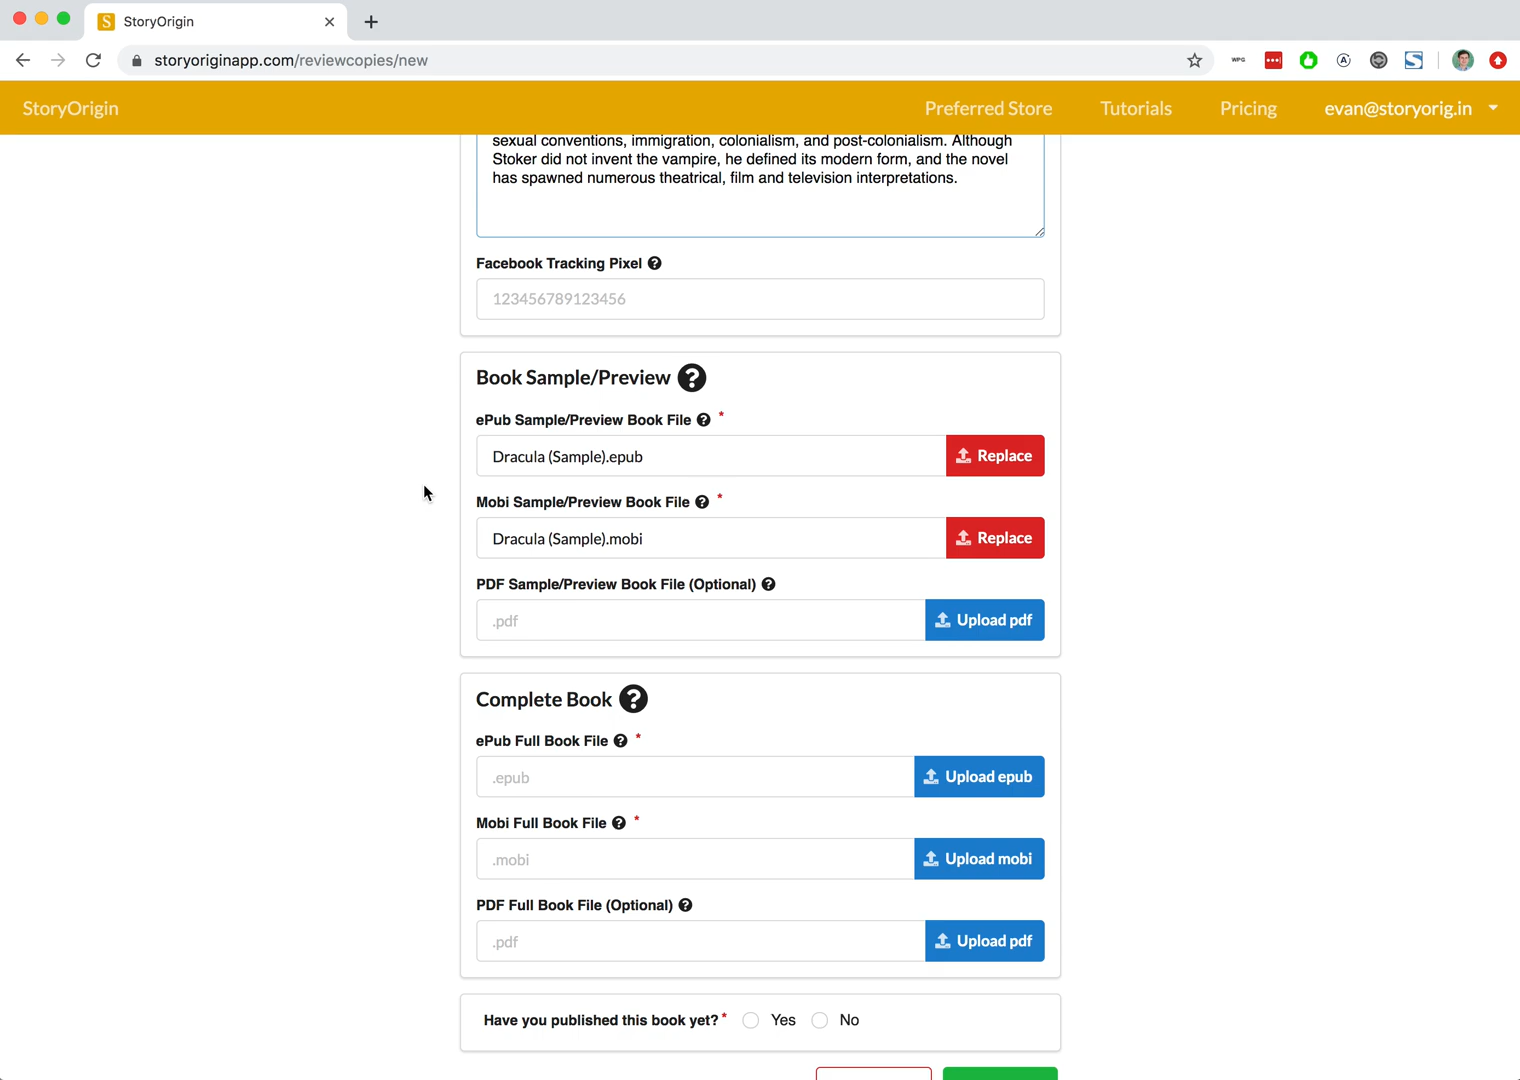 StoryOrigin
storyoriginapp.com/reviewcopies/new
WPG
StoryOrigin
Preferred Store
Tutorials
Pricing
evan@storyorig.in
sexual conventions, immigration, colonialism, and post-colonialism. Although
Stoker did not invent the vampire, he defined its modern form, and the novel
has spawned numerous theatrical, film and television interpretations.
Facebook Tracking Pixel
123456789123456
Book Sample/Preview
ePub Sample/Preview Book File *
Dracula (Sample).epub
Replace
Mobi Sample/Preview Book File *
Dracula (Sample).mobi
Replace
PDF Sample/Preview Book File (Optional)
.pdf
Upload pdf
Complete Book
ePub Full Book File *
.epub
Upload epub
Mobi Full Book File *
.mobi
Upload mobi
PDF Full Book File (Optional)
.pdf
Upload pdf
Have you published this book yet?* Yes No